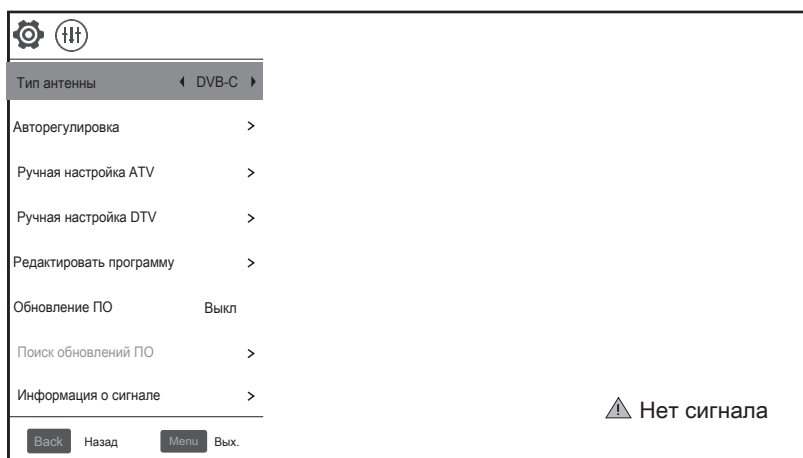 Тип антенны DVB-C
Авторегулировка >
Ручная настройка ATV >
Ручная настройка DTV >
Редактировать программу >
Обновление ПО Выкл
Поиск обновлений ПО >
Информация о сигнале >
Нет сигнала
Back Назад Menu Вых.